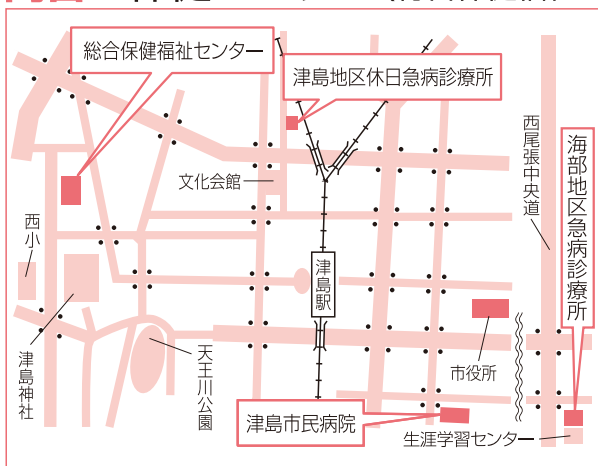 総合保健福祉センター
津島地区休日急病診療所
西尾張中央道
海部地区急病診療所
文化会館
西小
津島駅
津島神社
天王川公園
市役所
津島市民病院
生涯学習センター